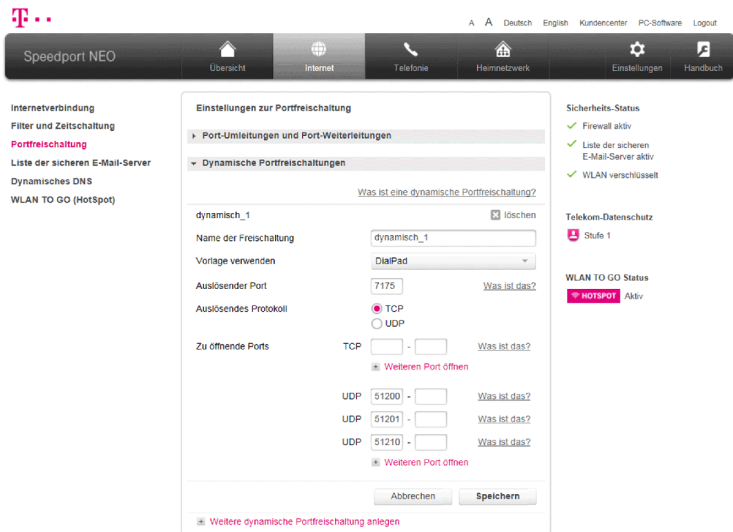 T
A A Deutsch English Kundencenter PC-Software Logout
Speedport NEO
Übersicht Internet Telefonie Heimnetzwerk Einstellungen Handbuch
Internetverbindung
Filter und Zeitschaltung
Portfreischaltung
Liste der sicheren E-Mail-Server
Dynamisches DNS
WLAN TO GO (HotSpot)
Einstellungen zur Portfreischaltung
Port-Umleitungen und Port-Weiterleitungen
Dynamische Portfreischaltungen
Was ist eine dynamische Portfreischaltung?
dynamisch_1 löschen
Name der Freischaltung dynamisch_1
Vorlage verwenden DialPad
Auslösender Port 7175 Was ist das?
Auslösendes Protokoll TCP
UDP
Zu öffnende Ports TCP - Was ist das?
Weiteren Port öffnen
UDP 51200 - Was ist das?
UDP 51201 - Was ist das?
UDP 51210 - Was ist das?
Weiteren Port öffnen
Abbrechen Speichern
Weitere dynamische Portfreischaltung anlegen
Sicherheits-Status
Firewall aktiv
Liste der sicheren
E-Mail-Server aktiv
WLAN verschlüsselt
Telekom-Datenschutz
Stufe 1
WLAN TO GO Status
HOTSPOT Aktiv